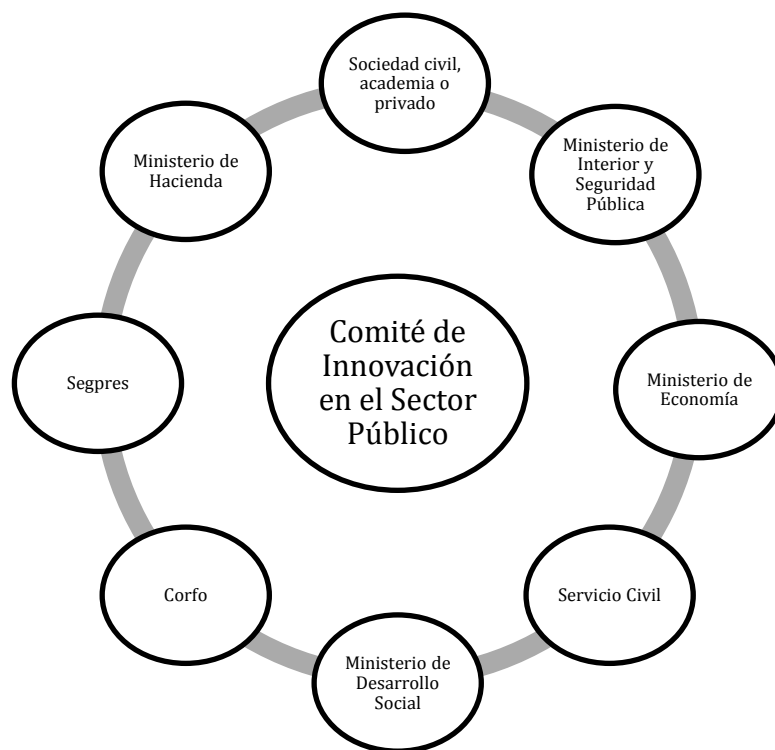 Sociedad civil,
academia o
privado
Ministerio de
Interior y
Seguridad
Pública
Ministerio de
Economía
Servicio Civil
Ministerio de
Desarrollo
Social
Corfo
Segpres
Ministerio de
Hacienda
Comité de
Innovación
en el Sector
Público